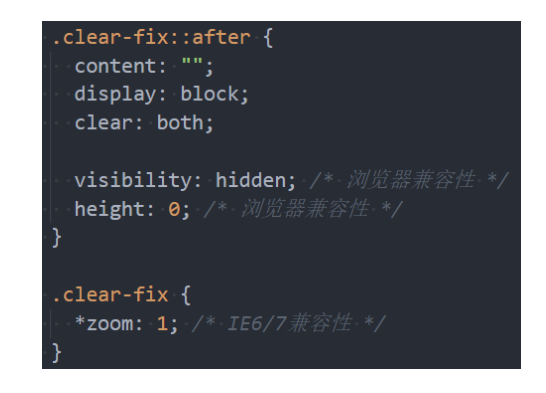 .clear-fix::after {
  content: "";
  display: block;
  clear: both;

  visibility: hidden; /* 浏览器兼容性 */
  height: 0; /* 浏览器兼容性 */
}

.clear-fix {
  *zoom: 1; /* IE6/7兼容性 */
}